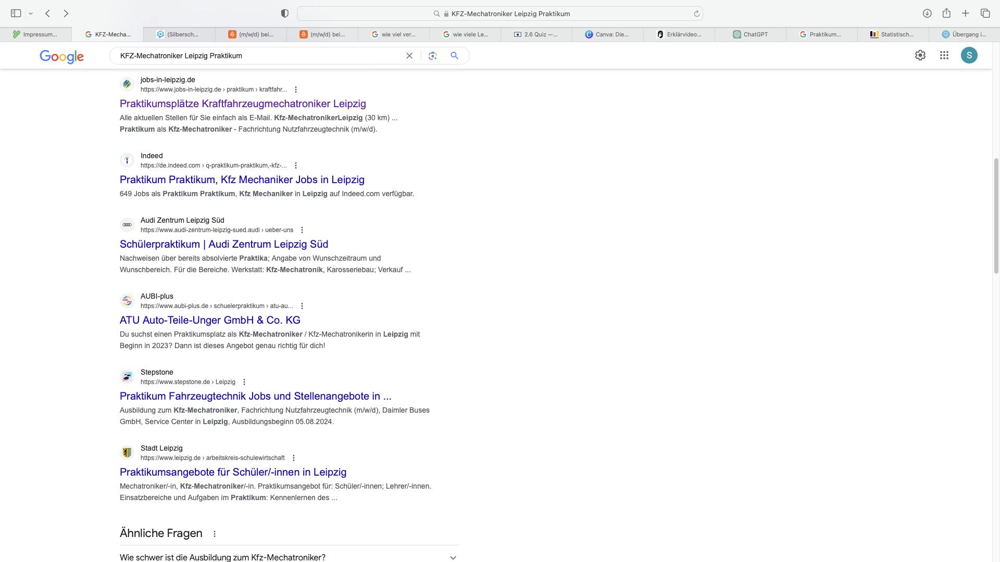 KFZ-Mechatroniker Leipzig Praktikum
Impressum...
KFZ-Mecha...
(Silbersch...
(m/w/d) bei...
(m/w/d) bei...
wie viel ver...
wie viele Le...
2.6 Quiz —...
Canva: Die...
Erklärvideo...
ChatGPT
Praktikum...
Statistisch...
Übergang i...
Google
KFZ-Mechatroniker Leipzig Praktikum
S
jobs-in-leipzig.de
https://www.jobs-in-leipzig.de › praktikum › kraftfahr...
Praktikumsplätze Kraftfahrzeugmechatroniker Leipzig
Alle aktuellen Stellen für Sie einfach als E-Mail. Kfz-MechatronikerLeipzig (30 km) ...
Praktikum als Kfz-Mechatroniker - Fachrichtung Nutzfahrzeugtechnik (m/w/d).
Indeed
https://de.indeed.com › q-praktikum-praktikum,-kfz-...
Praktikum Praktikum, Kfz Mechaniker Jobs in Leipzig
649 Jobs als Praktikum Praktikum, Kfz Mechaniker in Leipzig auf Indeed.com verfügbar.
Audi Zentrum Leipzig Süd
https://www.audi-zentrum-leipzig-sued.audi › ueber-uns
Schülerpraktikum | Audi Zentrum Leipzig Süd
Nachweisen über bereits absolvierte Praktika; Angabe von Wunschzeitraum und
Wunschbereich. Für die Bereiche. Werkstatt: Kfz-Mechatronik, Karosseriebau; Verkauf ...
AUBI-plus
https://www.aubi-plus.de › schuelerpraktikum › atu-au...
ATU Auto-Teile-Unger GmbH & Co. KG
Du suchst einen Praktikumsplatz als Kfz-Mechatroniker / Kfz-Mechatronikerin in Leipzig mit
Beginn in 2023? Dann ist dieses Angebot genau richtig für dich!
Stepstone
https://www.stepstone.de › Leipzig
Praktikum Fahrzeugtechnik Jobs und Stellenangebote in ...
Ausbildung zum Kfz-Mechatroniker, Fachrichtung Nutzfahrzeugtechnik (m/w/d), Daimler Buses
GmbH, Service Center in Leipzig, Ausbildungsbeginn 05.08.2024.
Stadt Leipzig
https://www.leipzig.de › arbeitskreis-schulewirtschaft
Praktikumsangebote für Schüler/-innen in Leipzig
Mechatroniker/-in, Kfz-Mechatroniker/-in. Praktikumsangebot für: Schüler/-innen; Lehrer/-innen.
Einsatzbereiche und Aufgaben im Praktikum: Kennenlernen des ...
Ähnliche Fragen
Wie schwer ist die Ausbildung zum Kfz-Mechatroniker?